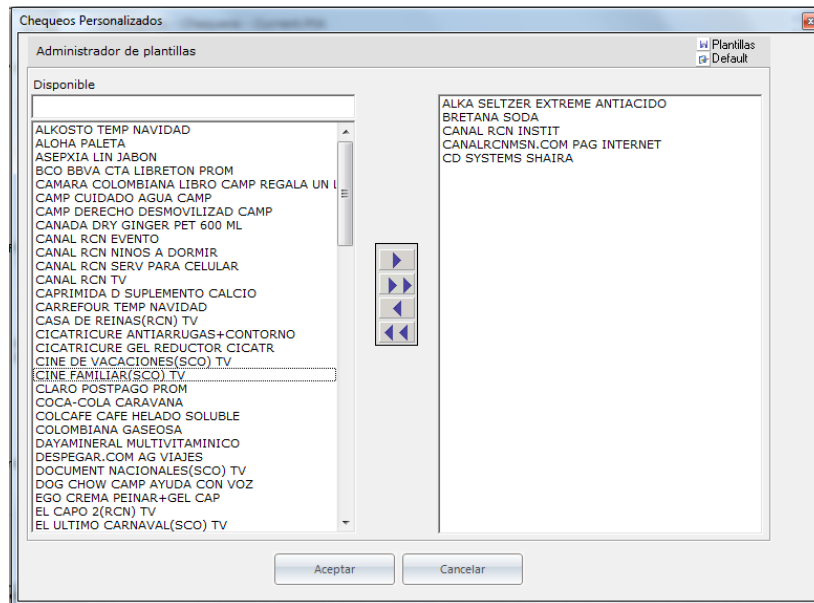 Chequeos Personalizados
Administrador de plantillas
Plantillas
Default
Disponible
ALKOSTO TEMP NAVIDAD
ALOHA PALETA
ASEPXIA LIN JABON
BCO BBVA CTA LIBRETON PROM
CAMARA COLOMBIANA LIBRO CAMP REGALA UN L
CAMP CUIDADO AGUA CAMP
CAMP DERECHO DESMOVILIZAD CAMP
CANADA DRY GINGER PET 600 ML
CANAL RCN EVENTO
CANAL RCN NINOS A DORMIR
CANAL RCN SERV PARA CELULAR
CANAL RCN TV
CAPRIMIDA D SUPLEMENTO CALCIO
CARREFOUR TEMP NAVIDAD
CASA DE REINAS(RCN) TV
CICATRICURE ANTIARRUGAS+CONTORNO
CICATRICURE GEL REDUCTOR CICATR
CINE DE VACACIONES(SCO) TV
CINE FAMILIAR(SCO) TV
CLARO POSTPAGO PROM
COCA-COLA CARAVANA
COLCAFE CAFE HELADO SOLUBLE
COLOMBIANA GASEOSA
DAYAMINERAL MULTIVITAMINICO
DESPEGAR.COM AG VIAJES
DOCUMENT NACIONALES(SCO) TV
DOG CHOW CAMP AYUDA CON VOZ
EGO CREMA PEINAR+GEL CAP
EL CAPO 2(RCN) TV
EL ULTIMO CARNAVAL(SCO) TV
ALKA SELTZER EXTREME ANTIACIDO
BRETANA SODA
CANAL RCN INSTIT
CANALRCNMSN.COM PAG INTERNET
CD SYSTEMS SHAIRA
Aceptar
Cancelar